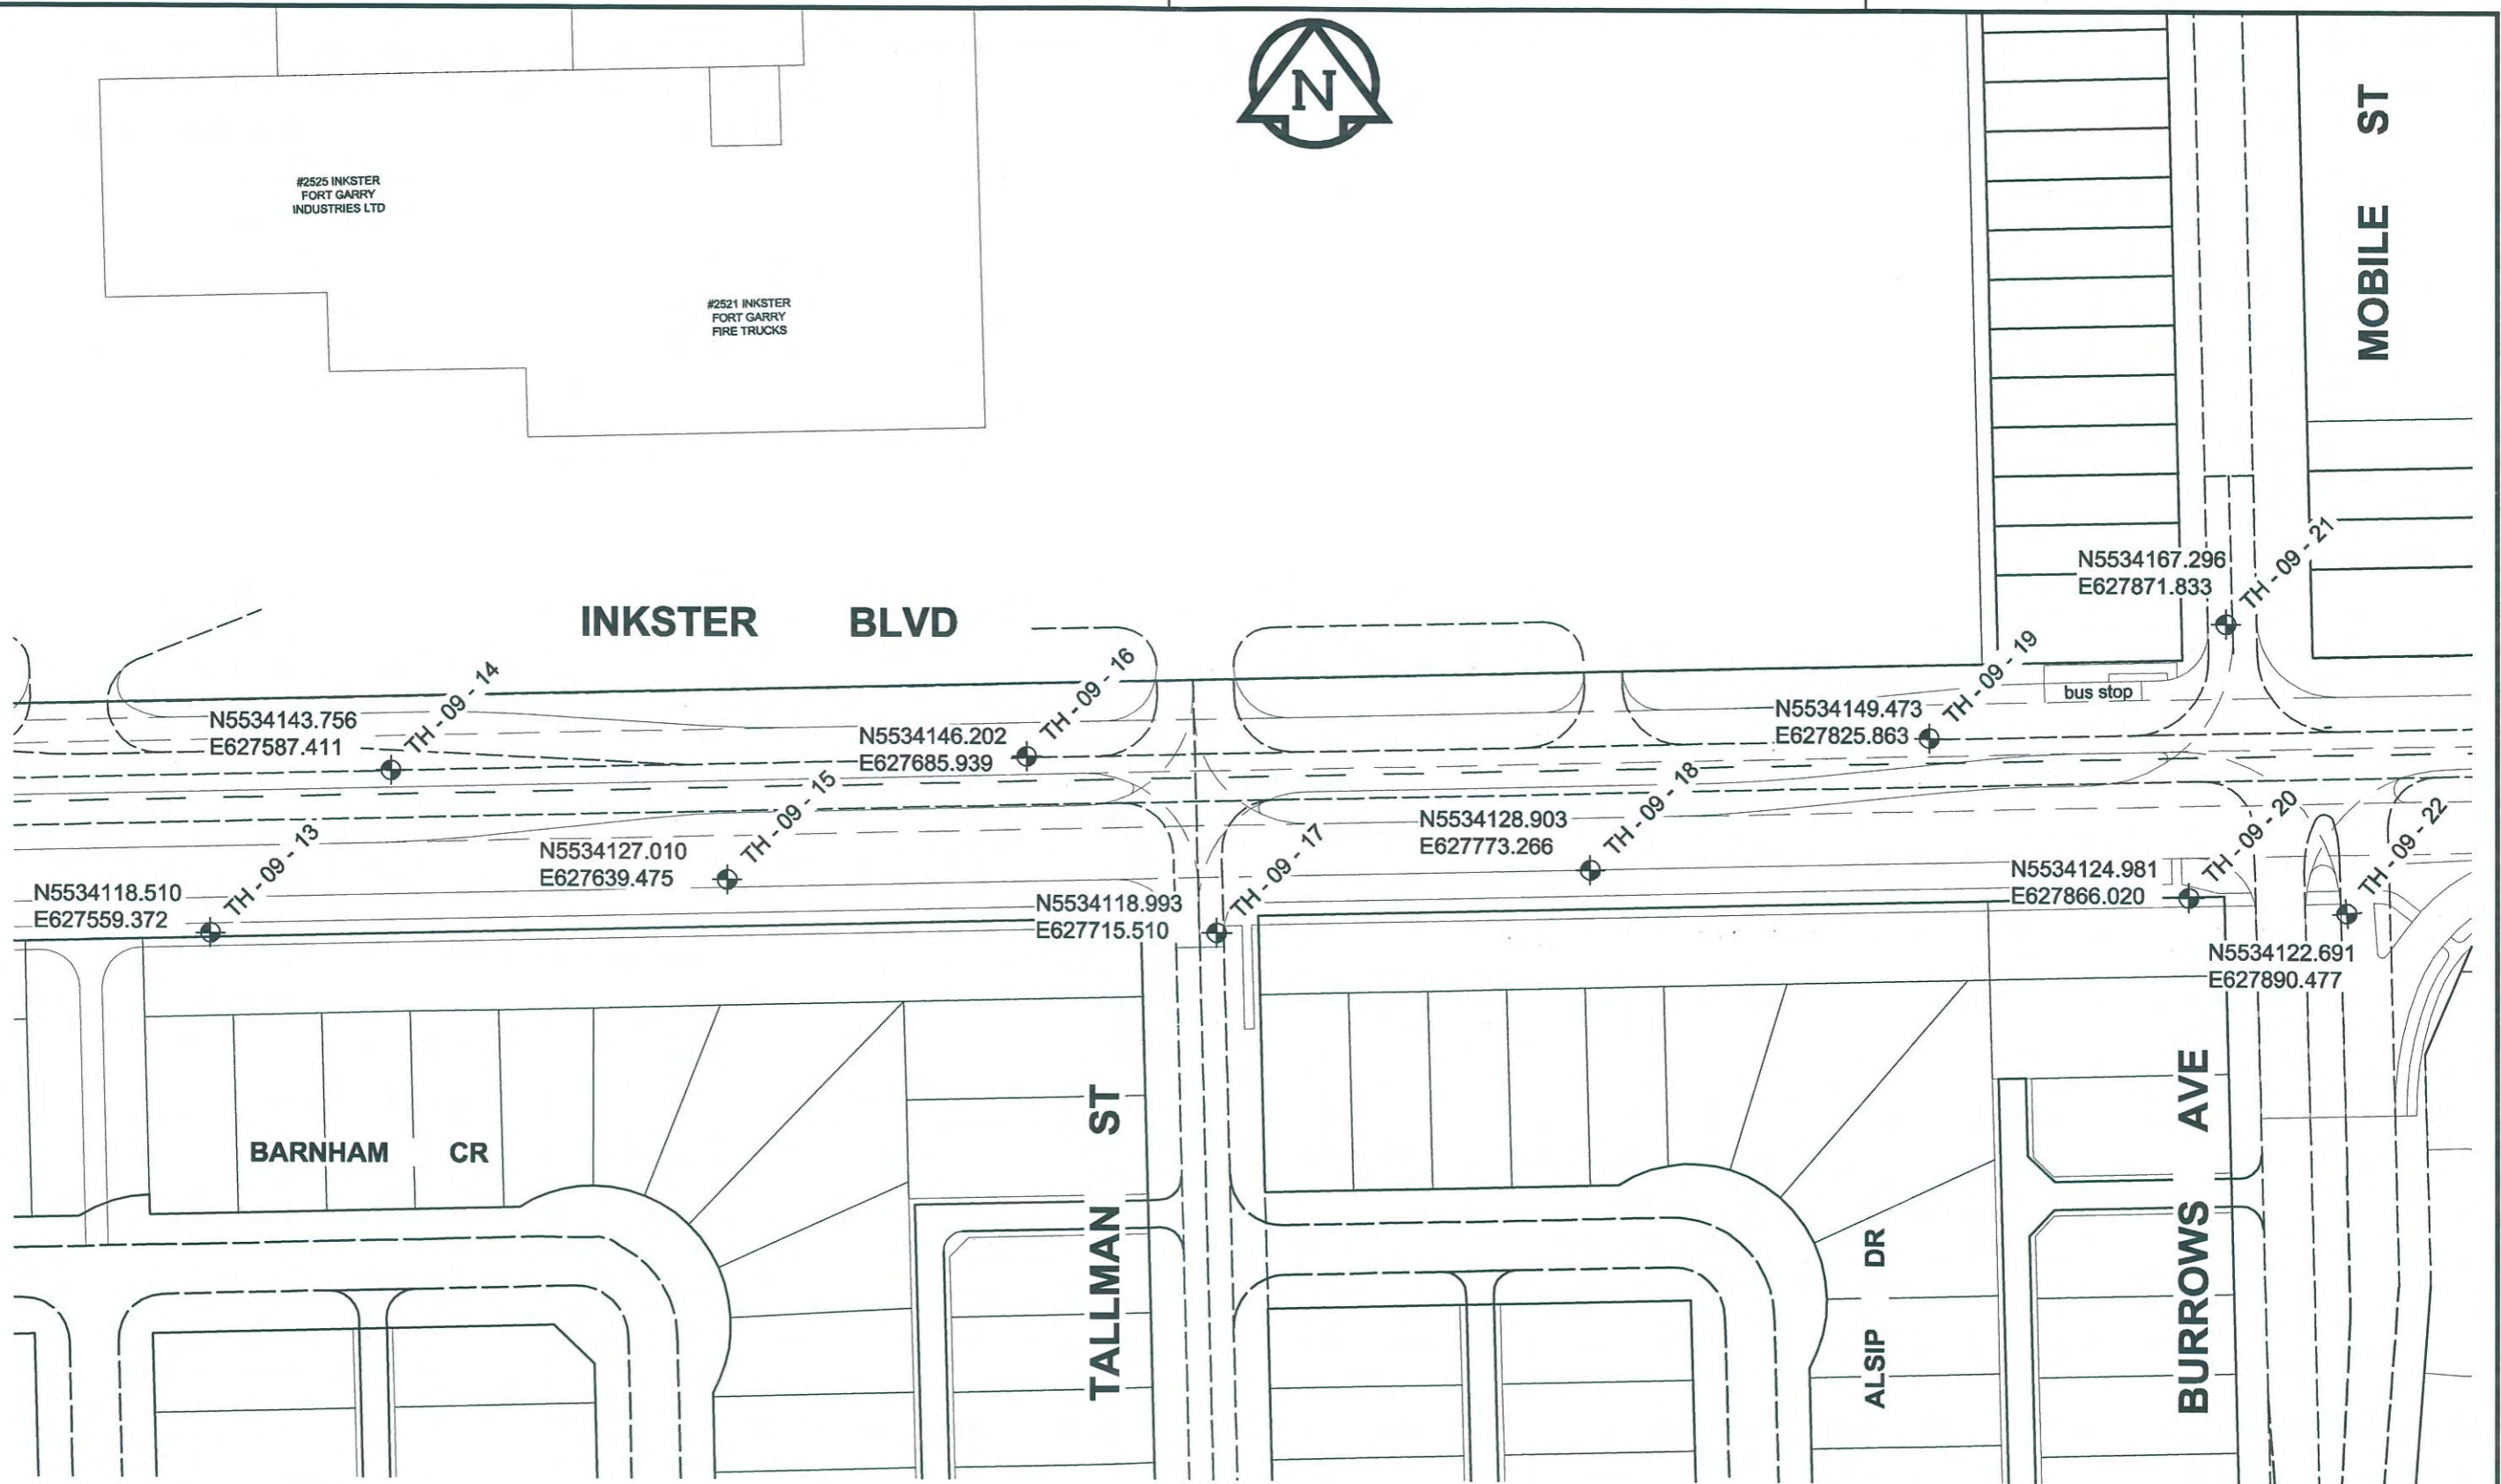 N
#2525 INKSTER
FORT GARRY
INDUSTRIES LTD
#2521 INKSTER
FORT GARRY
FIRE TRUCKS
MOBILE ST
INKSTER BLVD
N5534167.296
E627871.833
TH - 09 - 21
N5534143.756
E627587.411
TH - 09 - 14
N5534146.202
E627685.939
TH - 09 - 16
N5534149.473
E627825.863
TH - 09 - 19
bus stop
N5534118.510
E627559.372
TH - 09 - 13
N5534127.010
E627639.475
TH - 09 - 15
N5534118.993
E627715.510
TH - 09 - 17
N5534128.903
E627773.266
TH - 09 - 18
N5534124.981
E627866.020
TH - 09 - 20
TH - 09 - 22
N5534122.691
E627890.477
BARNHAM CR
TALLMAN ST
ALSIP DR
BURROWS AVE